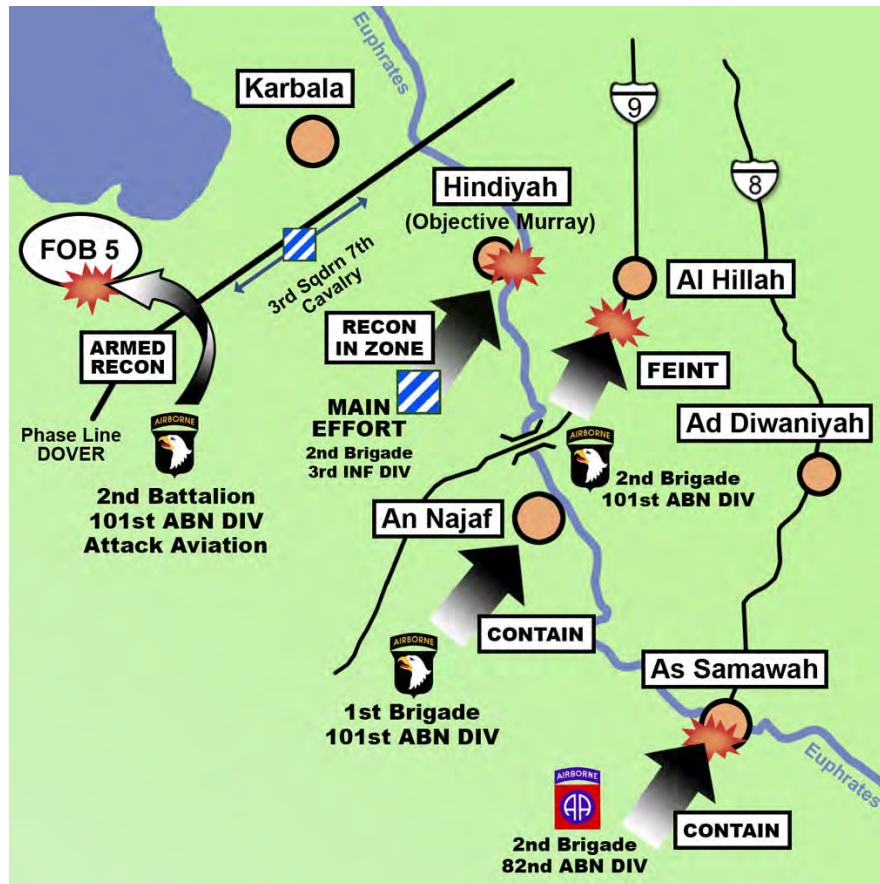 Euphrates
Karbala
9
8
Hindiyah
(Objective Murray)
FOB 5
3rd Sqdrn 7th
Cavalry
Al Hillah
ARMED
RECON
RECON
IN ZONE
FEINT
Phase Line
DOVER
MAIN
EFFORT
2nd Brigade
3rd INF DIV
Ad Diwaniyah
AIRBORNE
2nd Battalion
101st ABN DIV
Attack Aviation
AIRBORNE
2nd Brigade
101st ABN DIV
An Najaf
CONTAIN
AIRBORNE
1st Brigade
101st ABN DIV
As Samawah
Euphrates
AIRBORNE
AA
2nd Brigade
82nd ABN DIV
CONTAIN